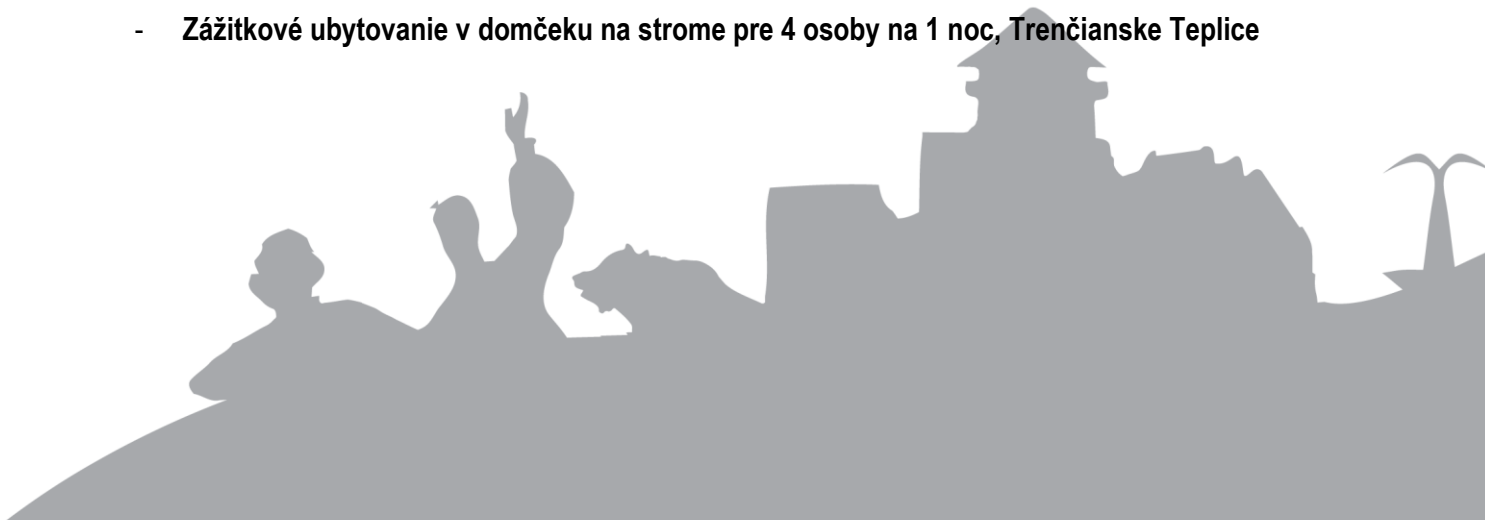 - Zážitkové ubytovanie v domčeku na strome pre 4 osoby na 1 noc, Trenčianske Teplice